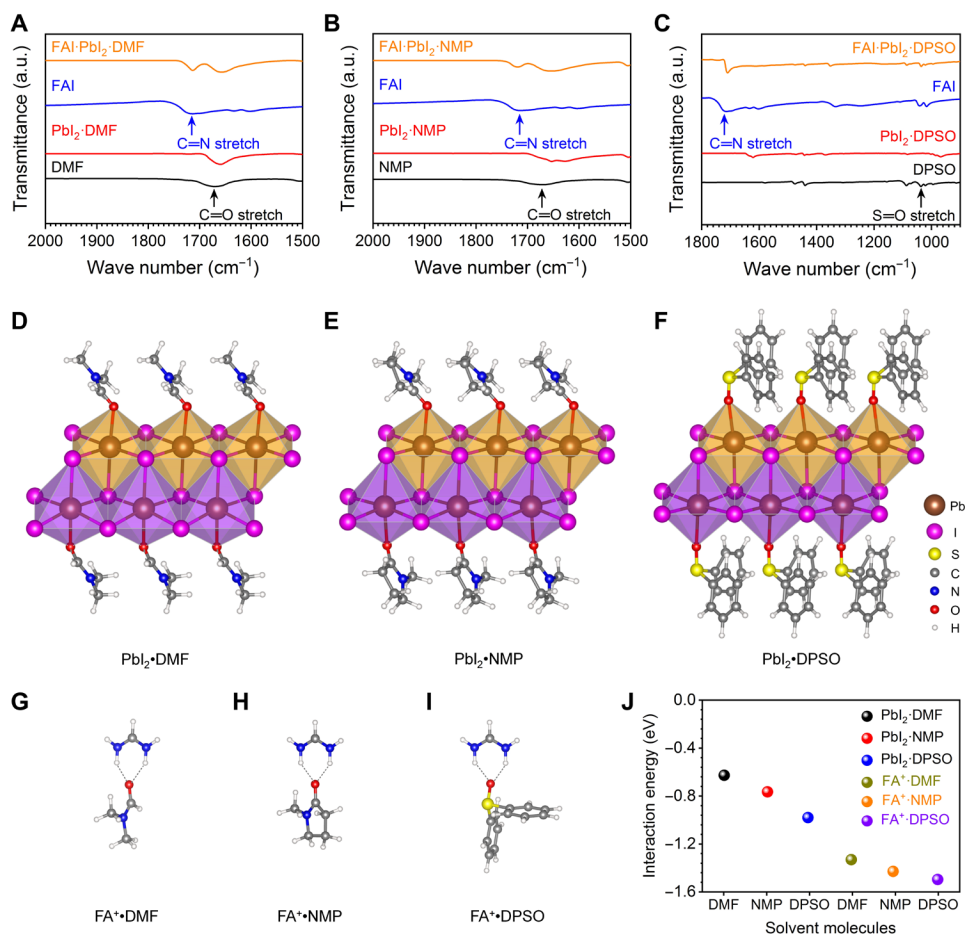 A
Transmittance (a.u.)
FAI·PbI₂·DMF
FAI
C=N stretch
PbI₂·DMF
DMF
C=O stretch
2000 1900 1800 1700 1600 1500
Wave number (cm⁻¹)
B
Transmittance (a.u.)
FAI·PbI₂·NMP
FAI
C=N stretch
PbI₂·NMP
NMP
C=O stretch
2000 1900 1800 1700 1600 1500
Wave number (cm⁻¹)
C
Transmittance (a.u.)
FAI·PbI₂·DPSO
FAI
C=N stretch
PbI₂·DPSO
DPSO
S=O stretch
1800 1600 1400 1200 1000
Wave number (cm⁻¹)
D
PbI₂•DMF
E
PbI₂•NMP
F
PbI₂•DPSO
Pb
I
S
C
N
O
H
G
FA⁺•DMF
H
FA⁺•NMP
I
FA⁺•DPSO
J
Interaction energy (eV)
0.0
−0.4
−0.8
−1.2
−1.6
PbI₂·DMF
PbI₂·NMP
PbI₂·DPSO
FA⁺·DMF
FA⁺·NMP
FA⁺·DPSO
DMF NMP DPSO DMF NMP DPSO
Solvent molecules